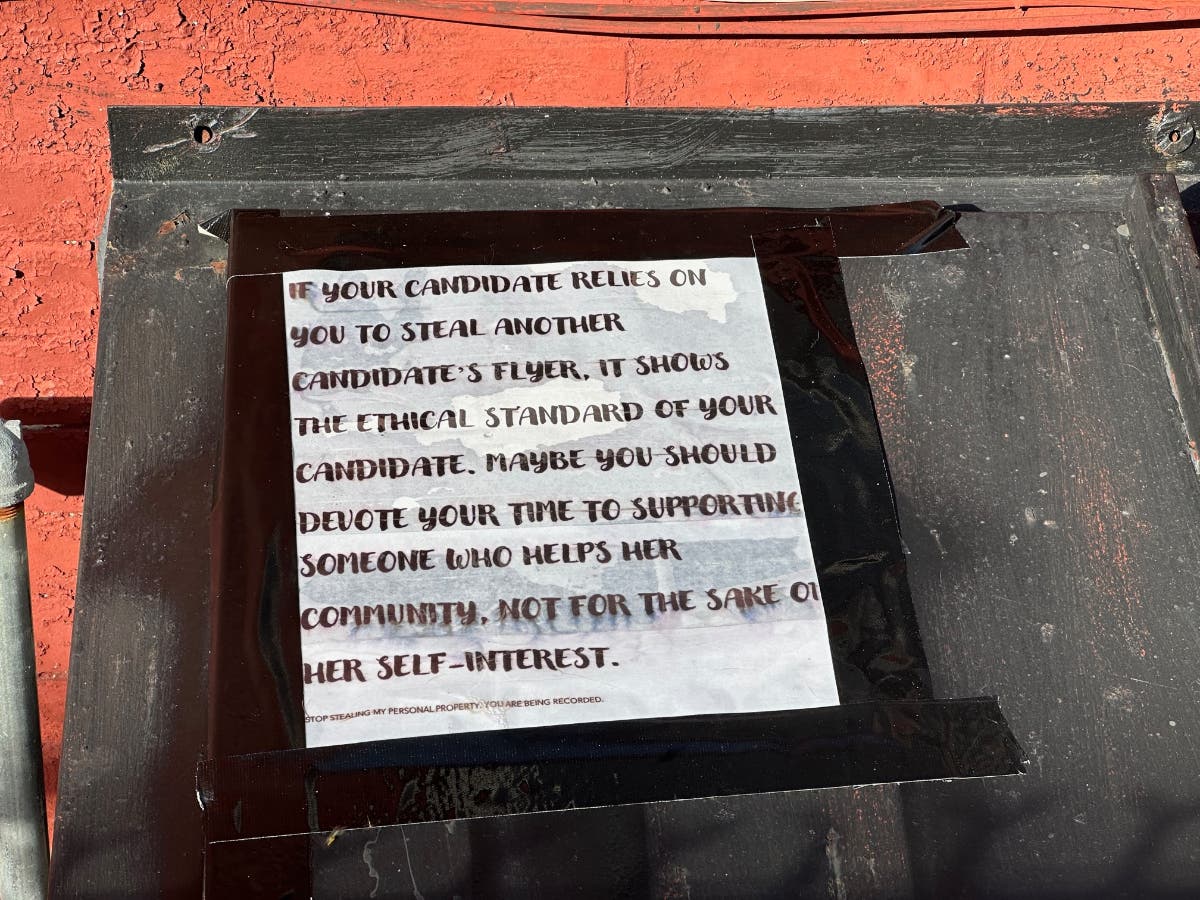 IF YOUR CANDIDATE RELIES ON
YOU TO STEAL ANOTHER
CANDIDATE'S FLYER, IT SHOWS
THE ETHICAL STANDARD OF YOUR
CANDIDATE. MAYBE YOU SHOULD
DEVOTE YOUR TIME TO SUPPORTING
SOMEONE WHO HELPS HER
COMMUNITY, NOT FOR THE SAKE OF
HER SELF-INTEREST.
STOP STEALING MY PERSONAL PROPERTY. YOU ARE BEING RECORDED.